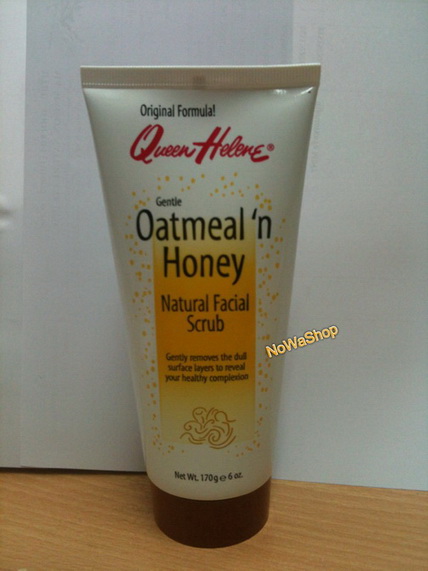 Original Formula!
Queen Helene®
Gentle
Oatmeal 'n
Honey
Natural Facial
Scrub
Gently removes the dull
surface layers to reveal
your healthy complexion
Net Wt. 170g e 6 oz.
NoWaShop